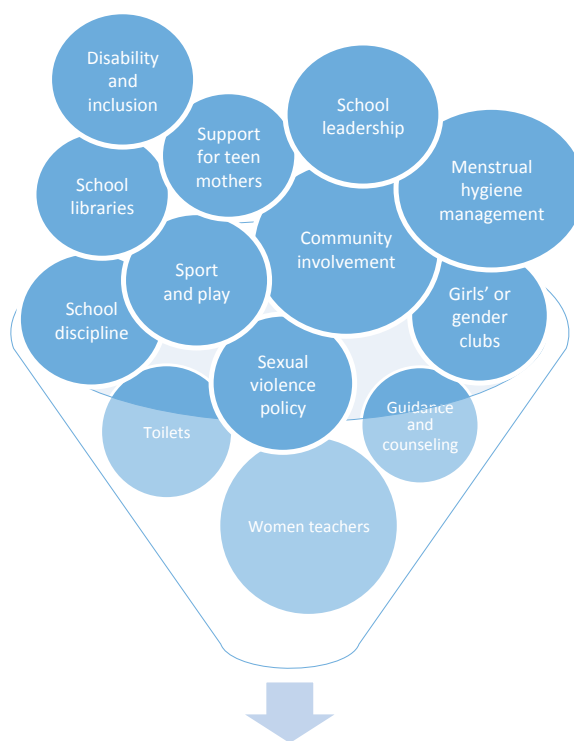 Disability
and
inclusion
School
leadership
Support
for teen
mothers
Menstrual
hygiene
management
School
libraries
Community
involvement
Sport
and play
School
discipline
Girls’ or
gender
clubs
Sexual
violence
policy
Toilets
Guidance
and
counseling
Women teachers